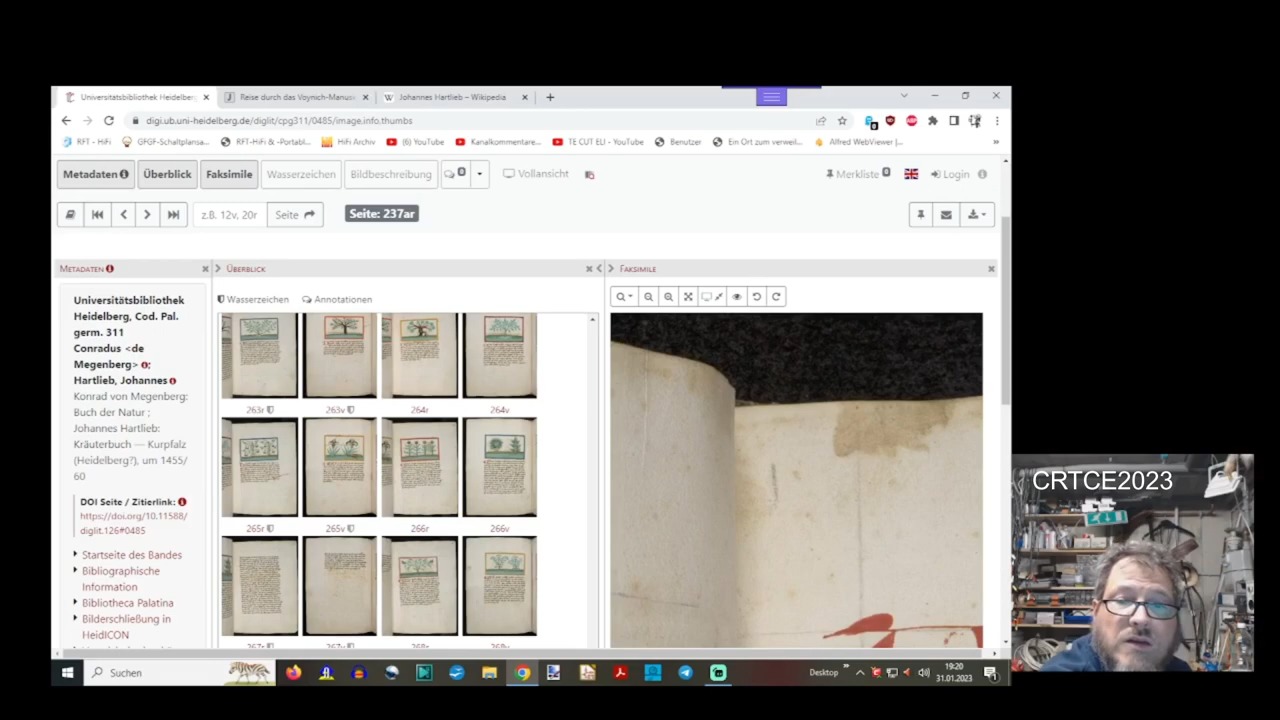 Universitätsbibliothek Heidelber
Reise durch das Voynich-Manus
Johannes Hartlieb – Wikipedia
digi.ub.uni-heidelberg.de/diglit/cpg311/0485/image.info.thumbs
RFT - HiFi
GFGF-Schaltplansa...
RFT-HiFi & -Portabl...
HiFi Archiv
(6) YouTube
Kanalkommentare...
TE CUT ELI - YouTube
Benutzer
Ein Ort zum verweil...
Alfred WebViewer |...
»
Metadaten
Überblick
Faksimile
Wasserzeichen
Bildbeschreibung
0
Vollansicht
Merkliste 0
Login
z.B. 12v, 20r
Seite
Seite: 237ar
Metadaten
Überblick
Faksimile
Universitätsbibliothek
Heidelberg, Cod. Pal.
germ. 311
Conradus <de
Megenberg> ;
Hartlieb, Johannes
Konrad von Megenberg:
Buch der Natur ;
Johannes Hartlieb:
Kräuterbuch — Kurpfalz
(Heidelberg?), um 1455/
60
DOI Seite / Zitierlink:
https://doi.org/10.11588/
diglit.126#0485
Startseite des Bandes
Bibliographische
Information
Bibliotheca Palatina
Bilderschließung in
HeidICON
Wasserzeichen
Annotationen
263r
263v
264r
264v
265r
265v
266r
266v
CRTCE2023
Suchen
Desktop
»
19:20
31.01.2023